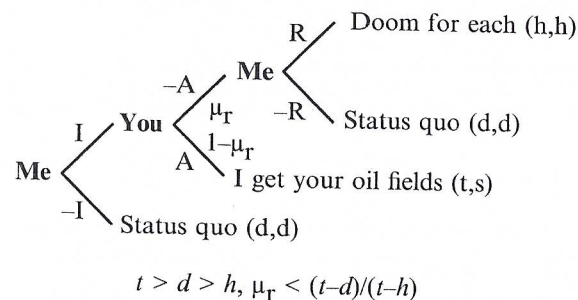 R
Doom for each (h,h)
Me
–A
–R
Status quo (d,d)
μr
You
I
1–μr
A
I get your oil fields (t,s)
Me
–I
Status quo (d,d)
t > d > h, μr < (t–d)/(t–h)